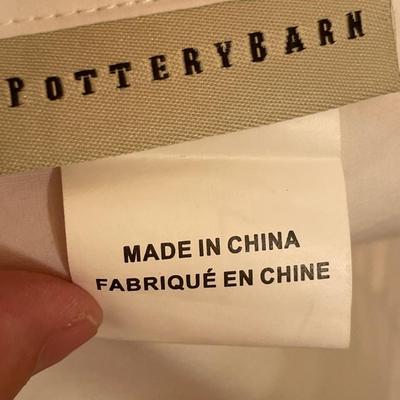 POTTERYBARN
MADE IN CHINA
FABRIQUÉ EN CHINE